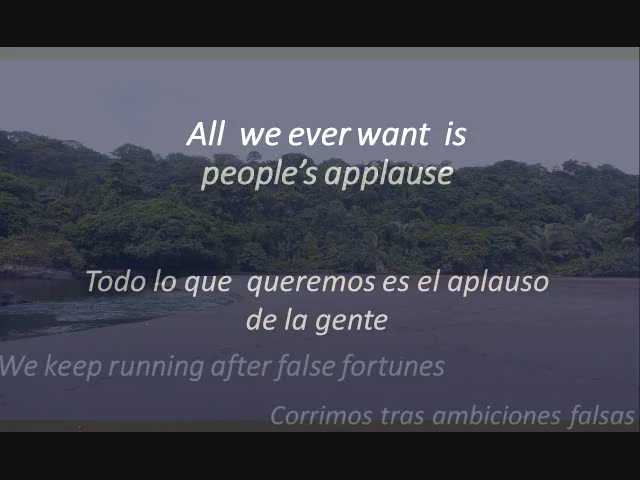 All we ever want is
people's applause
Todo lo que queremos es el aplauso
de la gente
We keep running after false fortunes
Corrimos tras ambiciones falsas